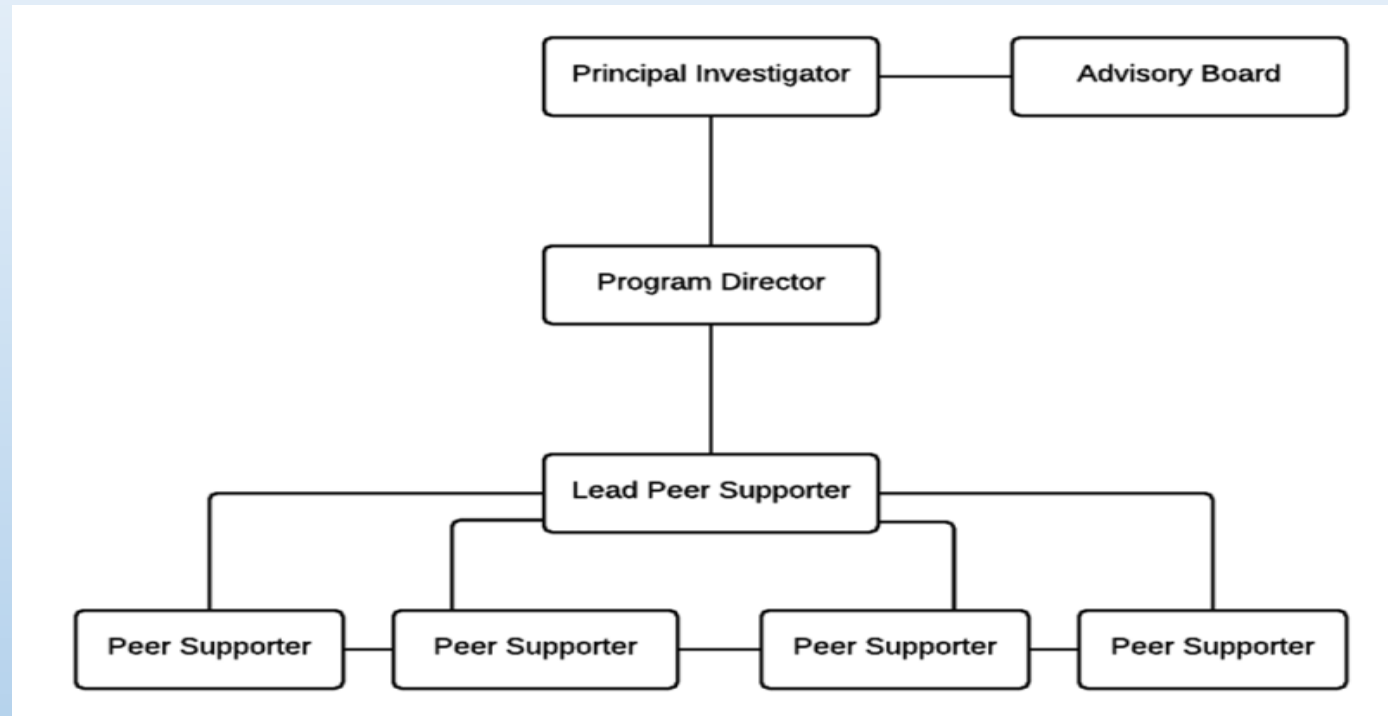 Principal Investigator
Advisory Board
Program Director
Lead Peer Supporter
Peer Supporter
Peer Supporter
Peer Supporter
Peer Supporter